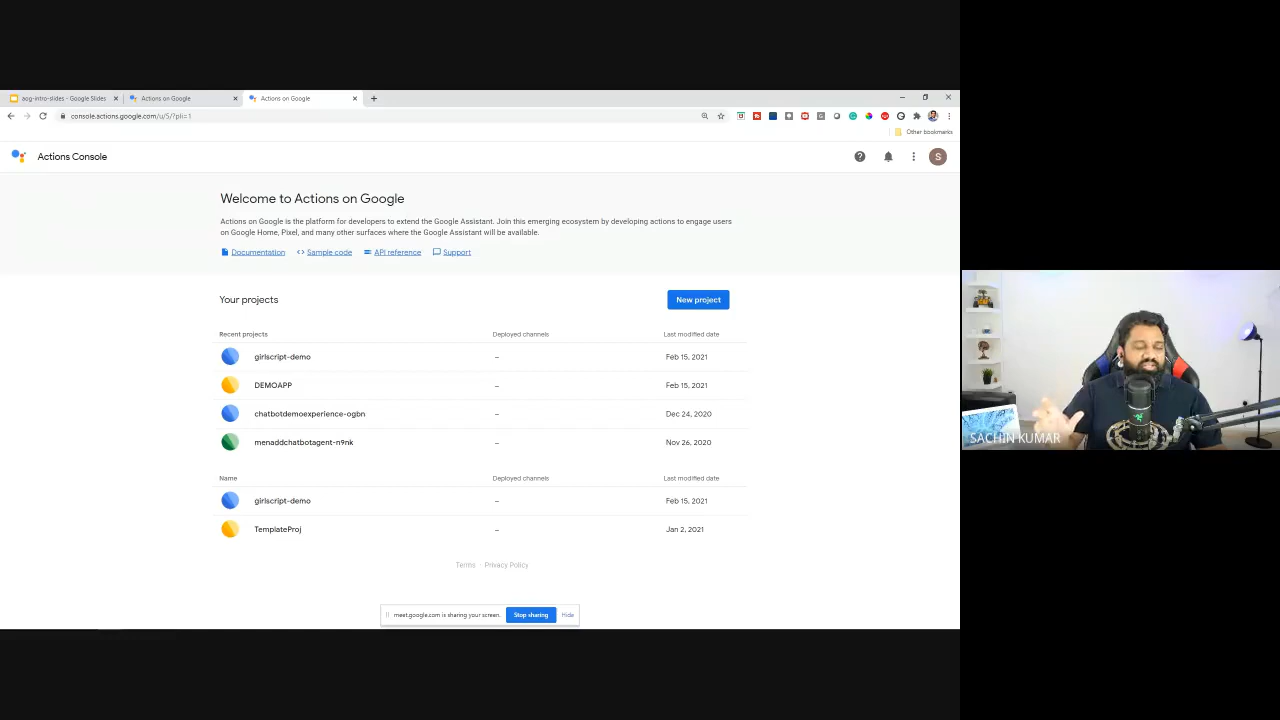 aog-intro-slides - Google Slides
Actions on Google
Actions on Google
console.actions.google.com/u/5/?pli=1
Other bookmarks
Actions Console
S
Welcome to Actions on Google
Actions on Google is the platform for developers to extend the Google Assistant. Join this emerging ecosystem by developing actions to engage users
on Google Home, Pixel, and many other surfaces where the Google Assistant will be available.
Documentation Sample code API reference Support
Your projects New project
Recent projects Deployed channels Last modified date
girlscript-demo – Feb 15, 2021
DEMOAPP – Feb 15, 2021
chatbotdemoexperience-ogbn – Dec 24, 2020
menaddchatbotagent-n9nk – Nov 26, 2020
Name Deployed channels Last modified date
girlscript-demo – Feb 15, 2021
TemplateProj – Jan 2, 2021
Terms · Privacy Policy
meet.google.com is sharing your screen. Stop sharing Hide
SACHIN KUMAR